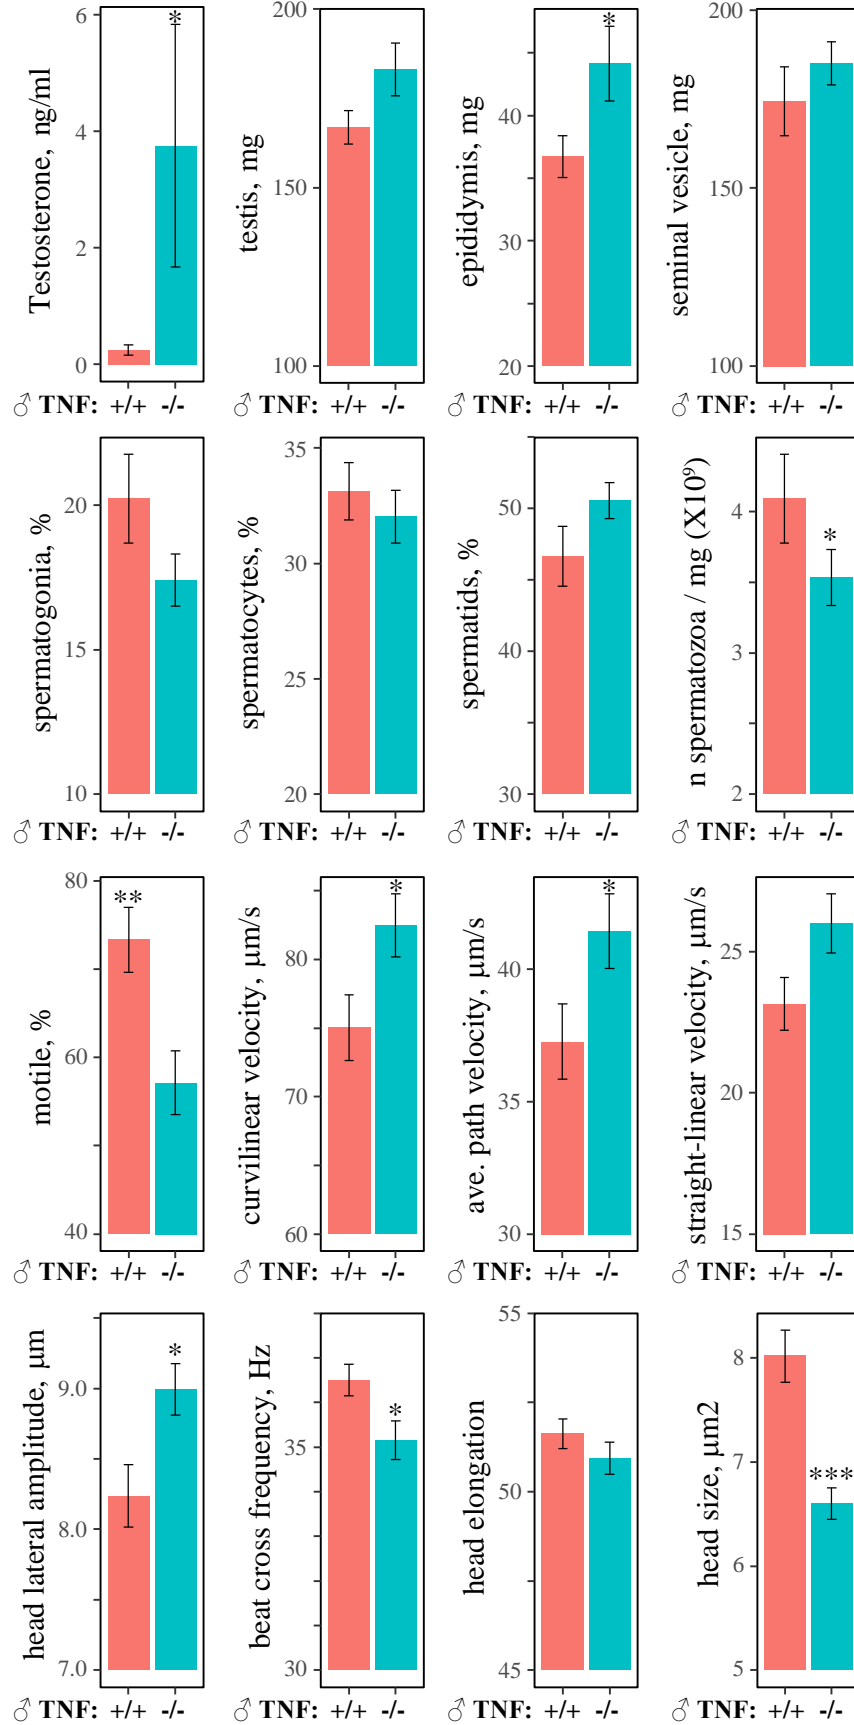 Testosterone, ng/ml
6
4
2
0
*
♂ TNF: +/+ -/-
testis, mg
200
150
100
♂ TNF: +/+ -/-
epididymis, mg
40
30
20
*
♂ TNF: +/+ -/-
seminal vesicle, mg
200
150
100
♂ TNF: +/+ -/-
spermatogonia, %
20
15
10
♂ TNF: +/+ -/-
spermatocytes, %
35
30
25
20
♂ TNF: +/+ -/-
spermatids, %
50
40
30
♂ TNF: +/+ -/-
n spermatozoa / mg (X10⁹)
4
3
2
*
♂ TNF: +/+ -/-
motile, %
80
60
40
**
♂ TNF: +/+ -/-
curvilinear velocity, μm/s
80
70
60
*
♂ TNF: +/+ -/-
ave. path velocity, μm/s
40
35
30
*
♂ TNF: +/+ -/-
straight-linear velocity, μm/s
25
20
15
♂ TNF: +/+ -/-
head lateral amplitude, μm
9.0
8.0
7.0
*
♂ TNF: +/+ -/-
beat cross frequency, Hz
35
30
*
♂ TNF: +/+ -/-
head elongation
55
50
45
♂ TNF: +/+ -/-
head size, μm2
8
7
6
5
***
♂ TNF: +/+ -/-